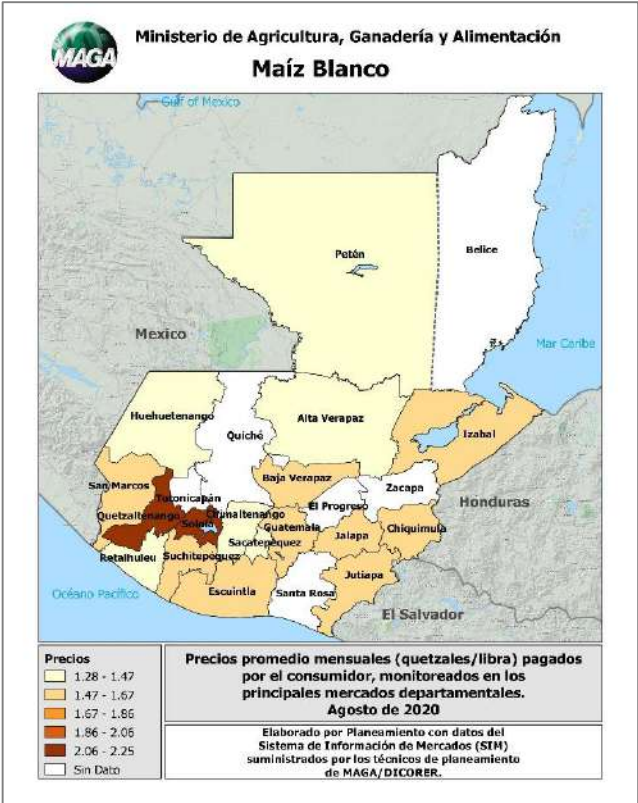 MAGA
Ministerio de Agricultura, Ganadería y Alimentación
Maíz Blanco
Gulf of Mexico
Petén
Belice
Mexico
Mar Caribe
Huehuetenango
Alta Verapaz
Quiché
Izabal
San Marcos
Baja Verapaz
Zacapa
Totonicapán
Honduras
Quetzaltenango
Chimaltenango
El Progreso
Sololá
Guatemala
Chiquimula
Sacatepéquez
Jalapa
Retalhuleu
Suchitepéquez
Jutiapa
Océano Pacífico
Escuintla
Santa Rosa
El Salvador
Precios
1.28 - 1.47
1.47 - 1.67
1.67 - 1.86
1.86 - 2.06
2.06 - 2.25
Sin Dato
Precios promedio mensuales (quetzales/libra) pagados
por el consumidor, monitoreados en los
principales mercados departamentales.
Agosto de 2020
Elaborado por Planeamiento con datos del
Sistema de Información de Mercados (SIM)
suministrados por los técnicos de planeamiento
de MAGA/DICORER.